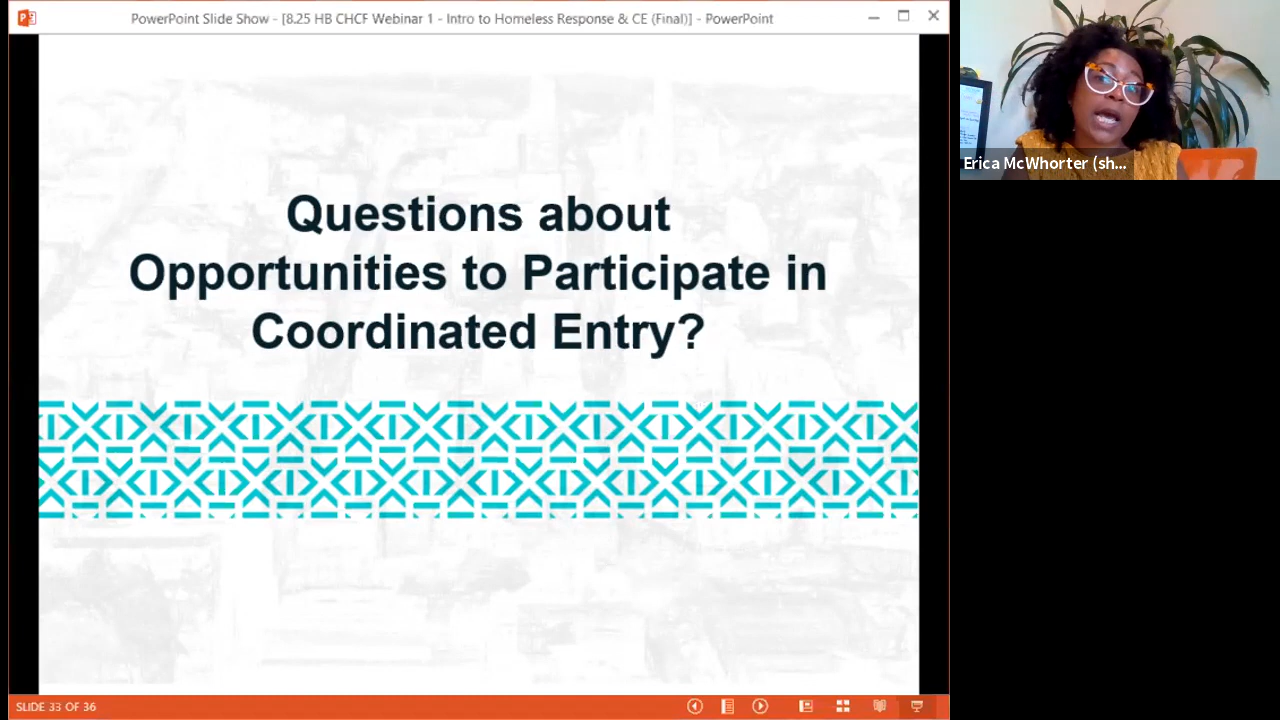 PowerPoint Slide Show - [8.25 HB CHCF Webinar 1 - Intro to Homeless Response & CE (Final)] - PowerPoint
Questions about
Opportunities to Participate in
Coordinated Entry?
SLIDE 33 OF 36
Erica McWhorter (sh...